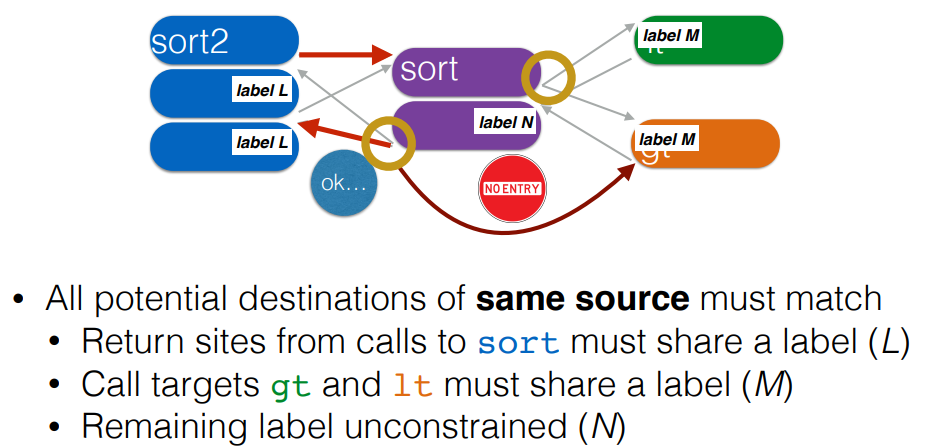 sort2
label L
label L
sort
label N
label M
label M
gt
ok...
NO ENTRY
• All potential destinations of same source must match
• Return sites from calls to sort must share a label (L)
• Call targets gt and lt must share a label (M)
• Remaining label unconstrained (N)